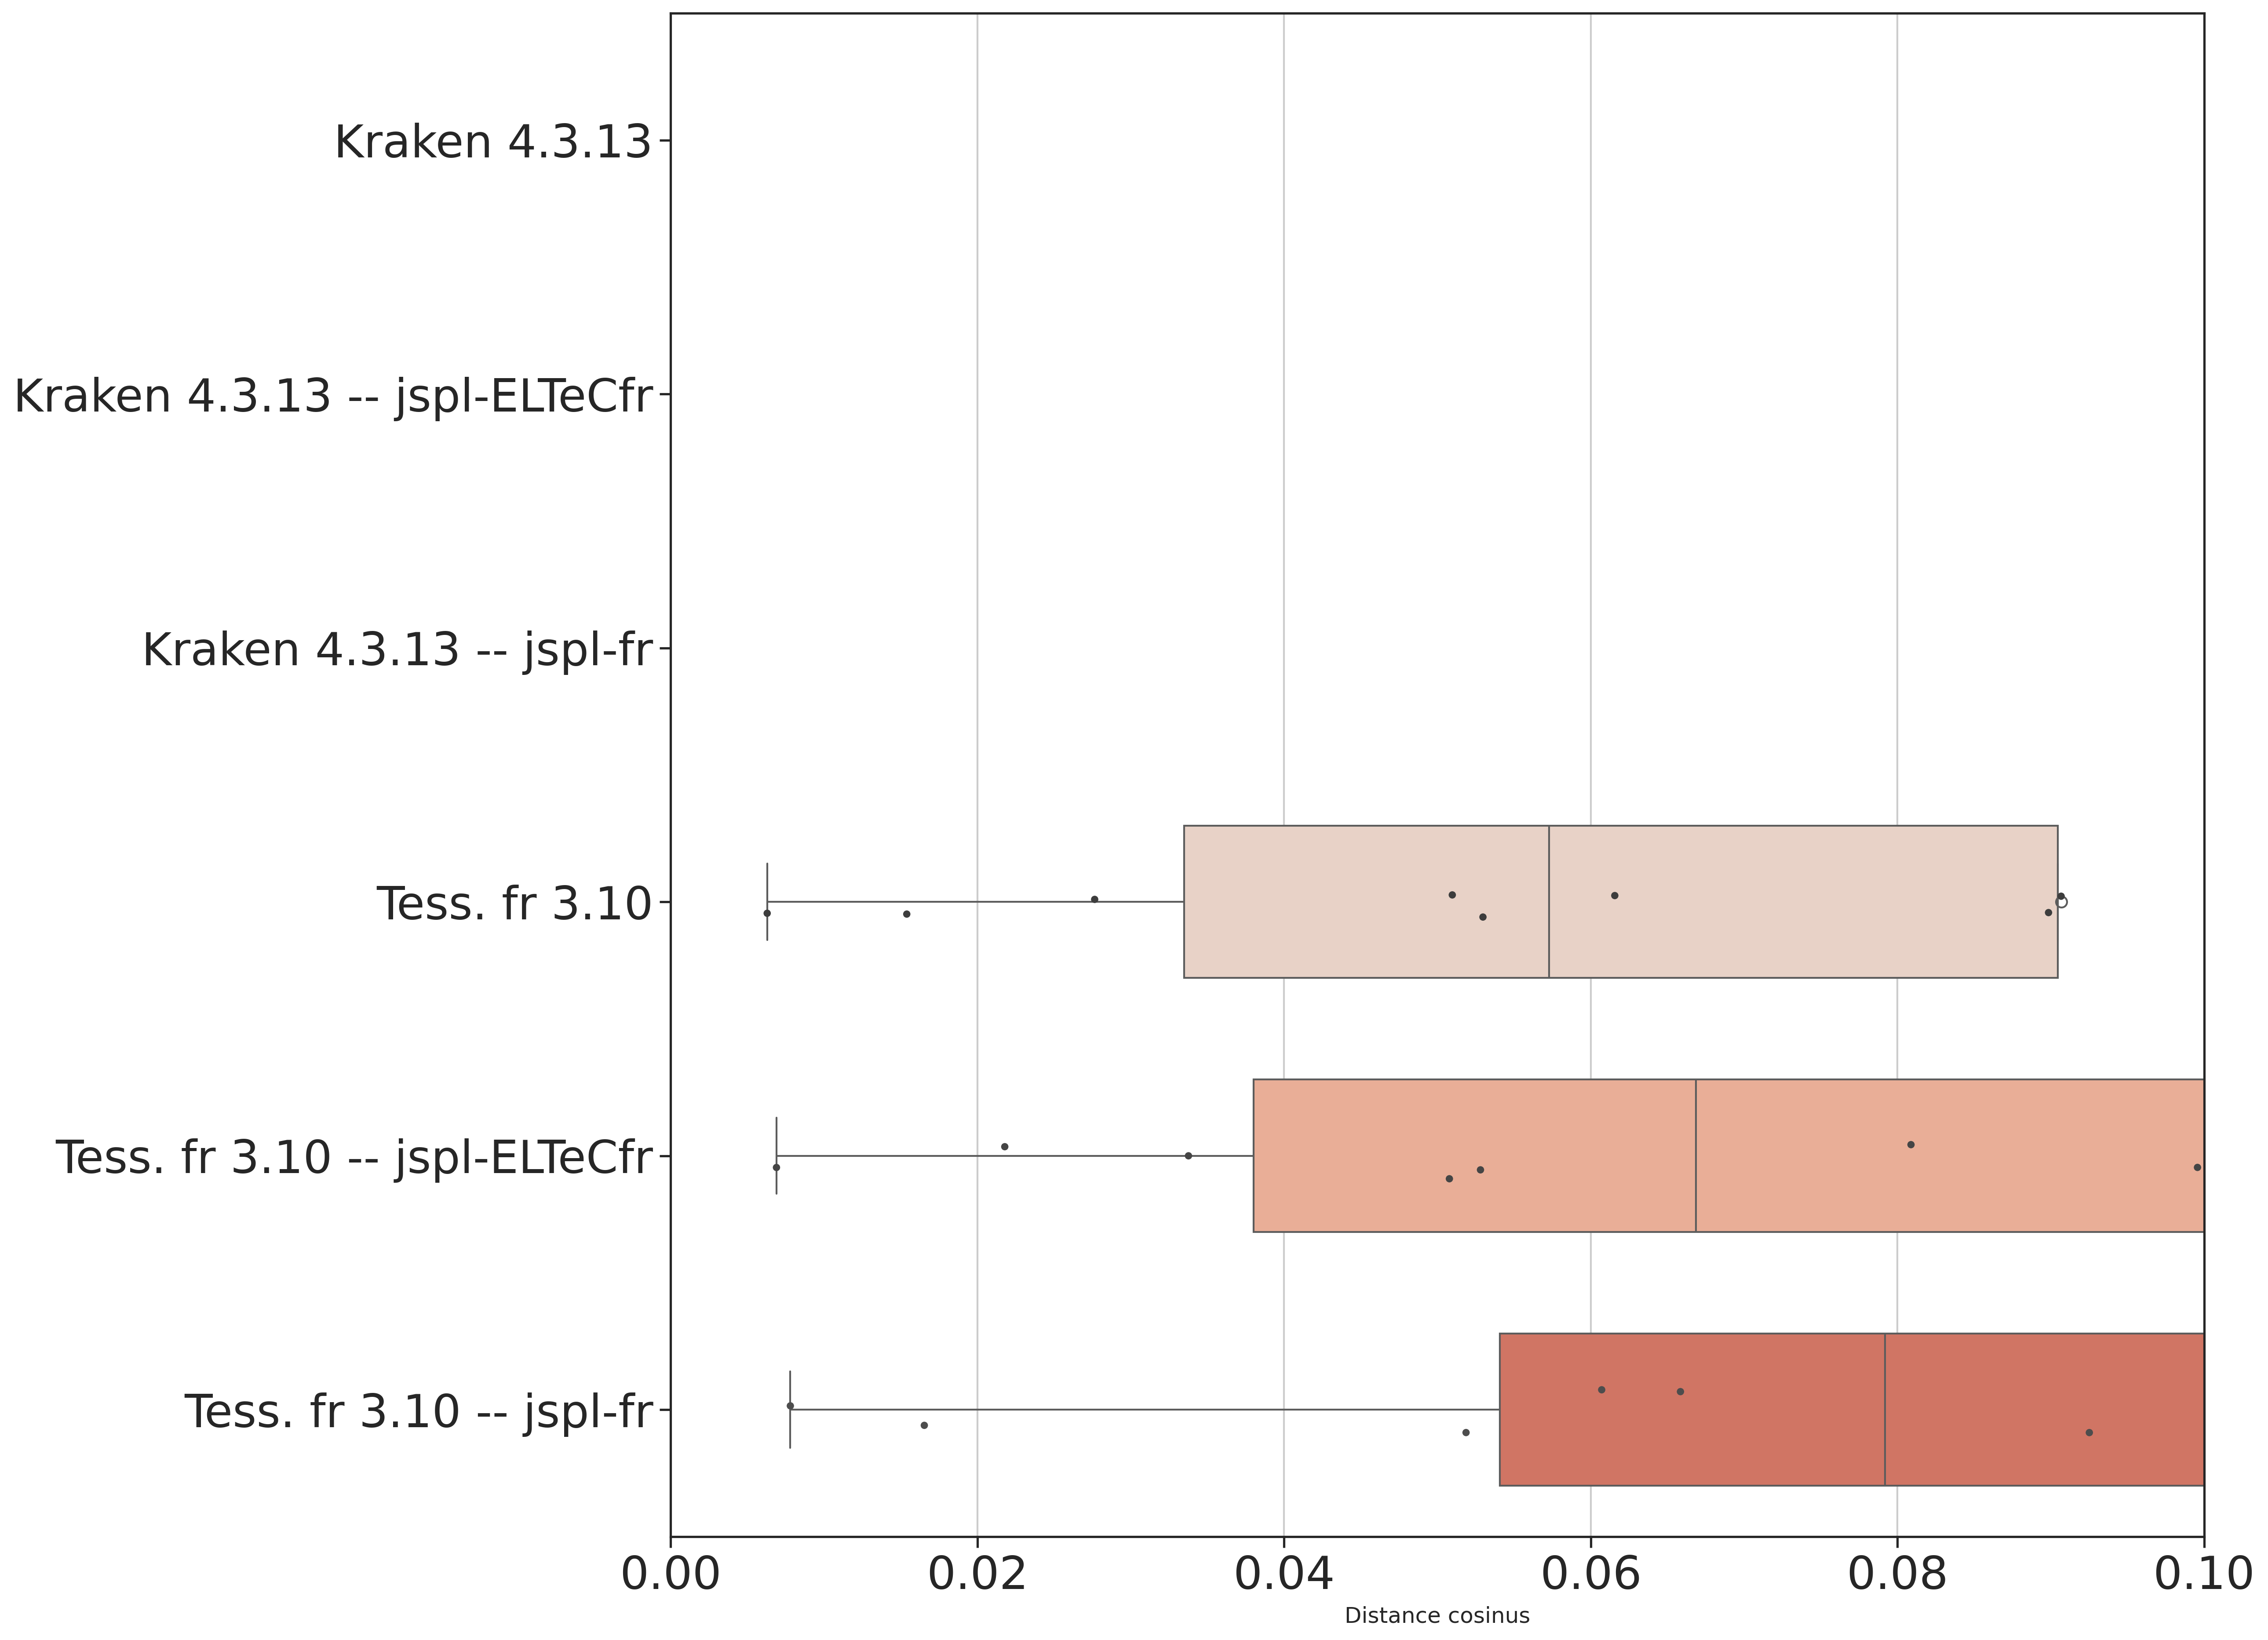 Kraken 4.3.13
Kraken 4.3.13 -- jspl-ELTeCfr
Kraken 4.3.13 -- jspl-fr
Tess. fr 3.10
Tess. fr 3.10 -- jspl-ELTeCfr
Tess. fr 3.10 -- jspl-fr
0.00 0.02 0.04 0.06 0.08 0.10
Distance cosinus